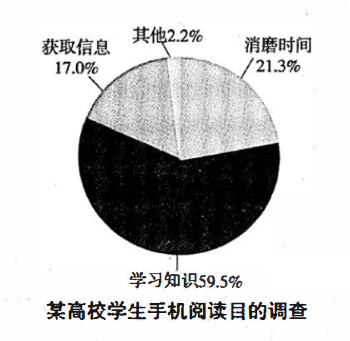 其他2.2%
获取信息
17.0%
消磨时间
21.3%
学习知识59.5%
某高校学生手机阅读目的调查